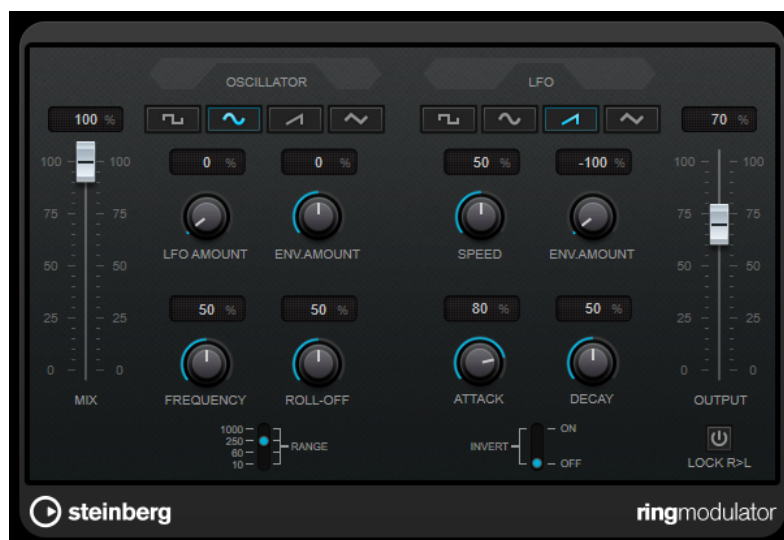 OSCILLATOR
LFO
100 %
70 %
0 %
0 %
50 %
-100 %
100 100
75 75
50 50
25 25
0 0
MIX
LFO AMOUNT
ENV.AMOUNT
SPEED
ENV.AMOUNT
50 %
50 %
80 %
50 %
FREQUENCY
ROLL-OFF
ATTACK
DECAY
100 100
75 75
50 50
25 25
0 0
OUTPUT
1000
250
60
10
RANGE
INVERT
ON
OFF
LOCK R>L
steinberg
ringmodulator